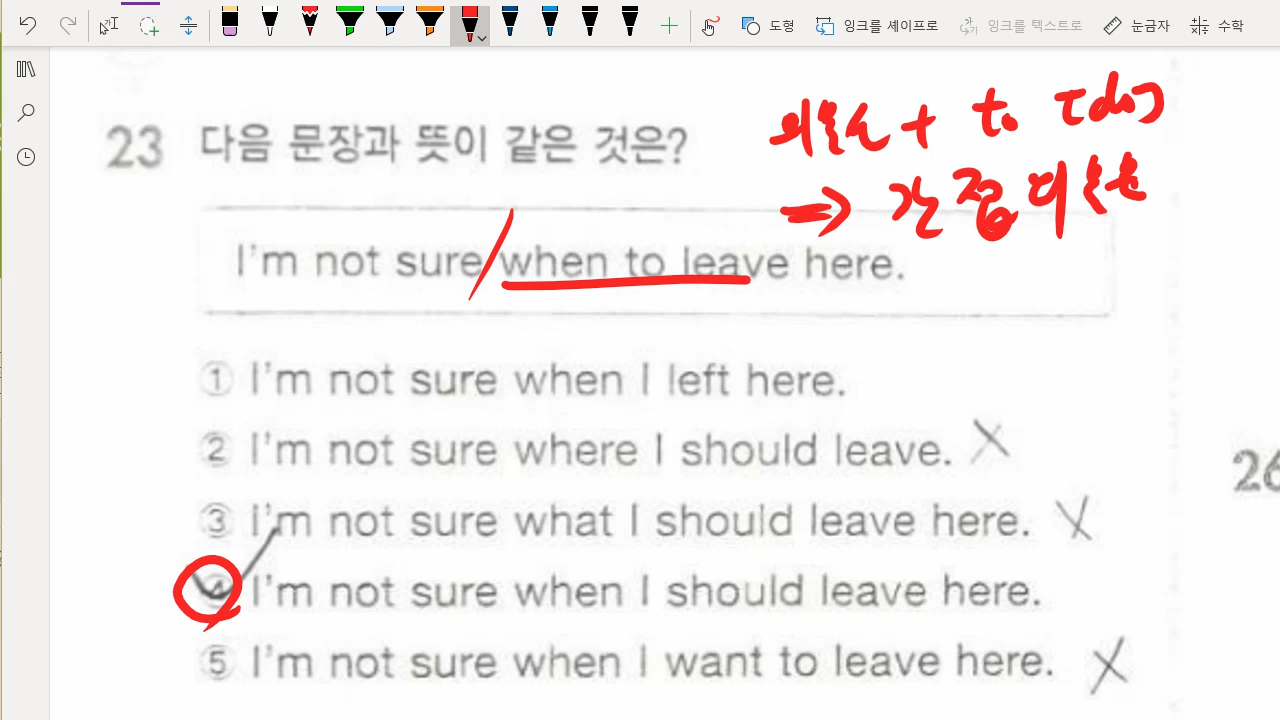 도형
잉크를 셰이프로
잉크를 텍스트로
눈금자
수학
의문사 + to
⇒ 간접의문문
23 다음 문장과 뜻이 같은 것은?
I'm not sure / when to leave here.
① I'm not sure when I left here.
② I'm not sure where I should leave. X
③ I'm not sure what I should leave here. X
④ I'm not sure when I should leave here.
⑤ I'm not sure when I want to leave here. X
26